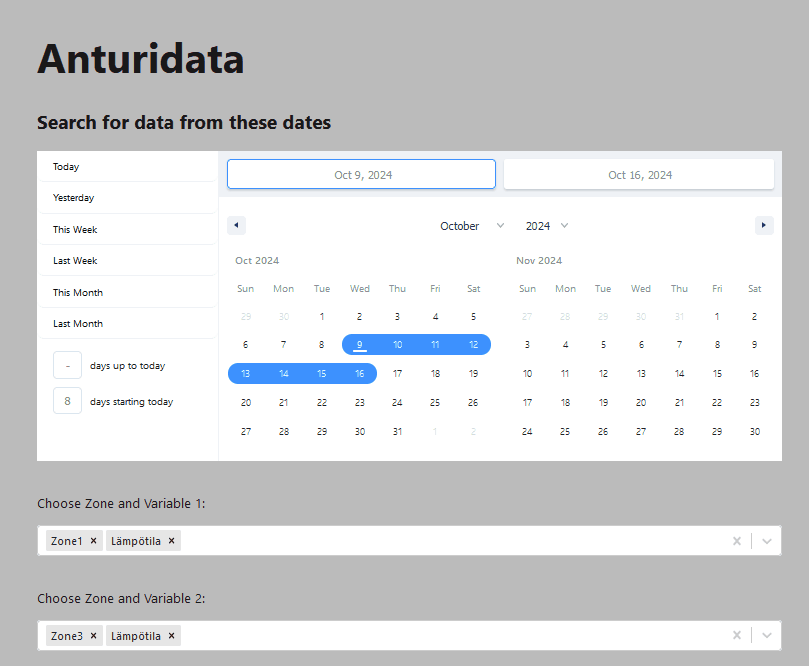 Anturidata
Search for data from these dates
Today
Yesterday
This Week
Last Week
This Month
Last Month
- days up to today
8 days starting today
Oct 9, 2024 Oct 16, 2024
October 2024
Oct 2024
Sun Mon Tue Wed Thu Fri Sat
29 30 1 2 3 4 5
6 7 8 9 10 11 12
13 14 15 16 17 18 19
20 21 22 23 24 25 26
27 28 29 30 31 1 2
Nov 2024
Sun Mon Tue Wed Thu Fri Sat
27 28 29 30 31 1 2
3 4 5 6 7 8 9
10 11 12 13 14 15 16
17 18 19 20 21 22 23
24 25 26 27 28 29 30
Choose Zone and Variable 1:
Zone1 × Lämpötila ×
Choose Zone and Variable 2:
Zone3 × Lämpötila ×